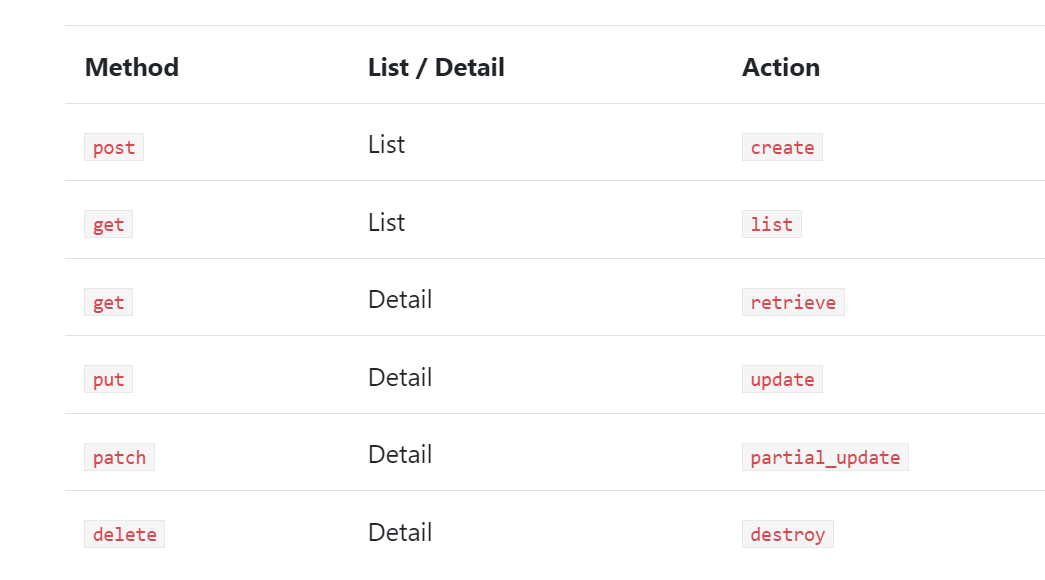 Method List / Detail Action
post List create
get List list
get Detail retrieve
put Detail update
patch Detail partial_update
delete Detail destroy